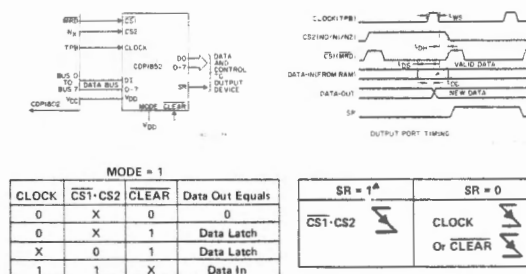 MRD
CS1
NX
CS2
TPB
CLOCK
CDP1852
DO
0-7
DATA
AND
CONTROL
TO
OUTPUT
DEVICE
SR
BUS 0
TO
BUS 7
DATA BUS
DI
0-7
VCC
VDD
CDP1802
MODE
CLEAR
VDD
CLOCK(TPB)
tWS
CS2(N0/N1/N2)
tDH
CS1(MRD)
tDS
VALID DATA
DATA-IN(FROM RAM)
DATA-OUT
NEW DATA
SR
OUTPUT PORT TIMING
MODE = 1
CLOCK CS1·CS2 CLEAR Data Out Equals
0 X 0 0
0 X 1 Data Latch
X 0 1 Data Latch
1 1 X Data In
SR = 1▲ SR = 0
CS1·CS2
CLOCK
Or CLEAR